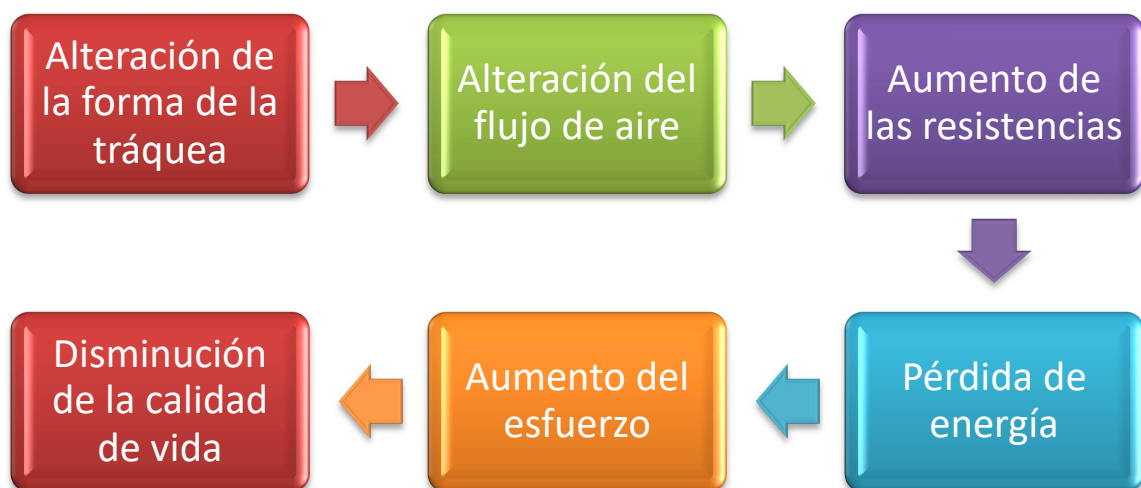 Alteración de
la forma de la
tráquea
Alteración del
flujo de aire
Aumento de
las resistencias
Pérdida de
energía
Aumento del
esfuerzo
Disminución
de la calidad
de vida